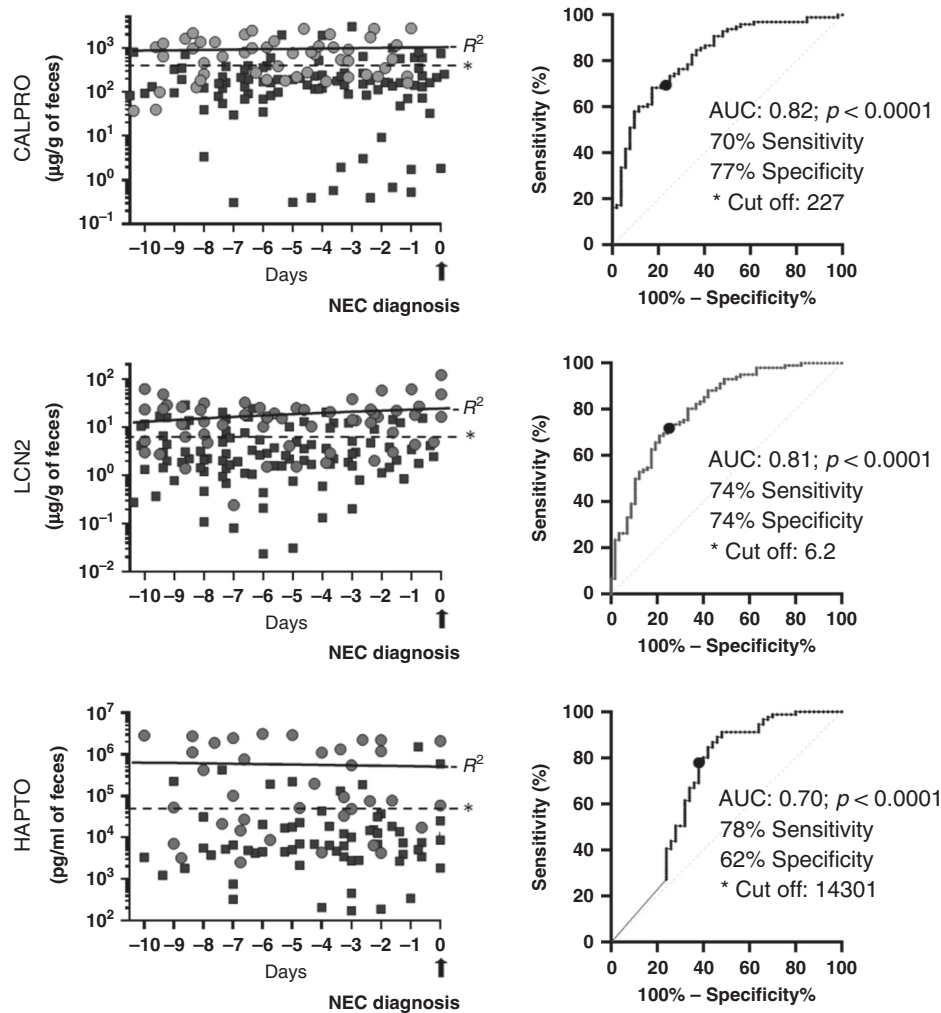 CALPRO
(μg/g of feces)
10³
10²
10¹
10⁰
10⁻¹
R²
*
–10 –9 –8 –7 –6 –5 –4 –3 –2 –1 0
Days
NEC diagnosis
Sensitivity (%)
100
80
60
40
20
0
AUC: 0.82; p < 0.0001
70% Sensitivity
77% Specificity
* Cut off: 227
0 20 40 60 80 100
100% – Specificity%
LCN2
(μg/g of feces)
10²
10¹
10⁰
10⁻¹
10⁻²
R²
*
–10 –9 –8 –7 –6 –5 –4 –3 –2 –1 0
Days
NEC diagnosis
Sensitivity (%)
100
80
60
40
20
0
AUC: 0.81; p < 0.0001
74% Sensitivity
74% Specificity
* Cut off: 6.2
0 20 40 60 80 100
100% – Specificity%
HAPTO
(pg/ml of feces)
10⁷
10⁶
10⁵
10⁴
10³
10²
R²
*
–10 –9 –8 –7 –6 –5 –4 –3 –2 –1 0
Days
NEC diagnosis
Sensitivity (%)
100
80
60
40
20
0
AUC: 0.70; p < 0.0001
78% Sensitivity
62% Specificity
* Cut off: 14301
0 20 40 60 80 100
100% – Specificity%